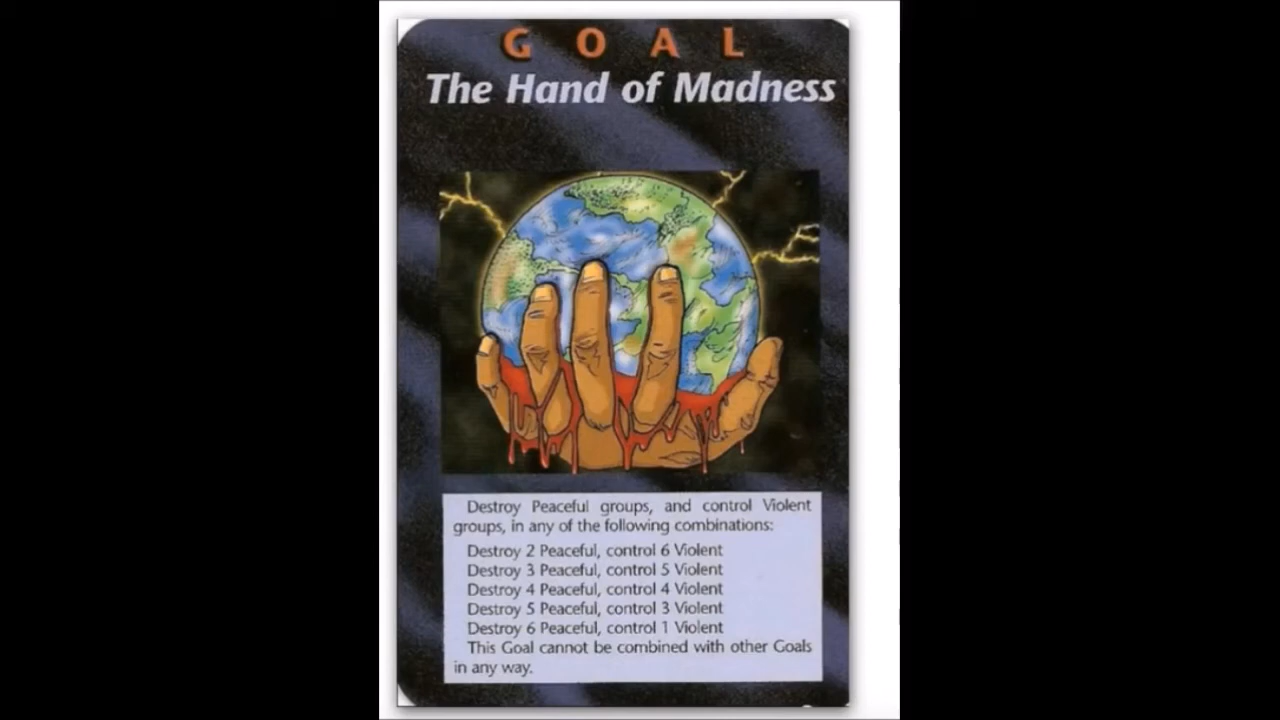 GOAL
The Hand of Madness
Destroy Peaceful groups, and control Violent
groups, in any of the following combinations:
Destroy 2 Peaceful, control 6 Violent
Destroy 3 Peaceful, control 5 Violent
Destroy 4 Peaceful, control 4 Violent
Destroy 5 Peaceful, control 3 Violent
Destroy 6 Peaceful, control 1 Violent
This Goal cannot be combined with other Goals
in any way.